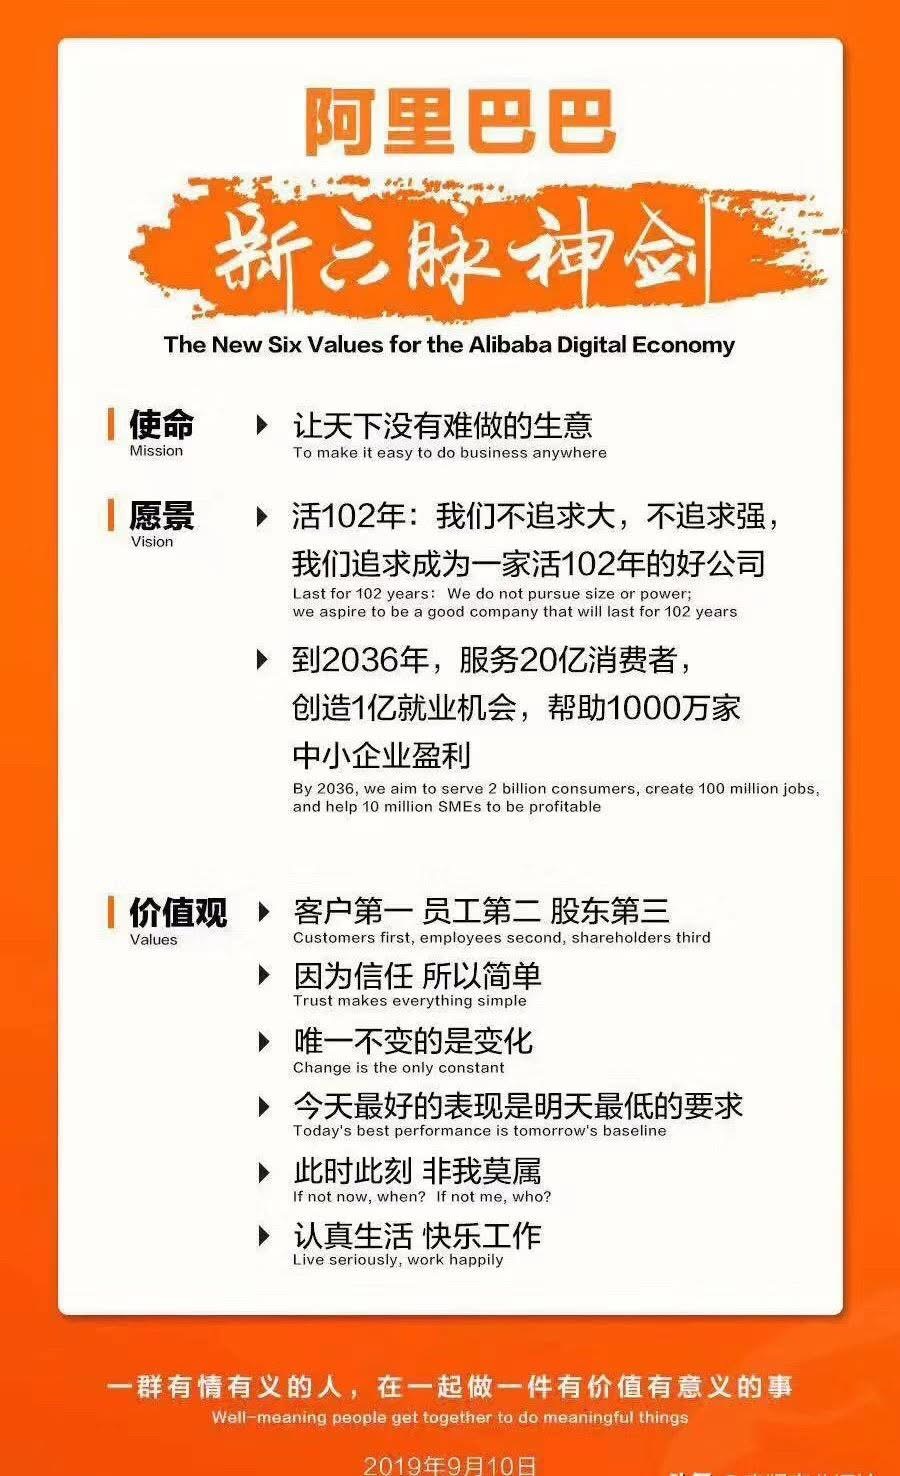 阿里巴巴
新六脉神剑
The New Six Values for the Alibaba Digital Economy
使命
Mission
让天下没有难做的生意
To make it easy to do business anywhere
愿景
Vision
活102年：我们不追求大，不追求强，
我们追求成为一家活102年的好公司
Last for 102 years： We do not pursue size or power;
we aspire to be a good company that will last for 102 years
到2036年，服务20亿消费者，
创造1亿就业机会，帮助1000万家
中小企业盈利
By 2036, we aim to serve 2 billion consumers, create 100 million jobs,
and help 10 million SMEs to be profitable
价值观
Values
客户第一 员工第二 股东第三
Customers first, employees second, shareholders third
因为信任 所以简单
Trust makes everything simple
唯一不变的是变化
Change is the only constant
今天最好的表现是明天最低的要求
Today's best performance is tomorrow's baseline
此时此刻 非我莫属
If not now, when? If not me, who?
认真生活 快乐工作
Live seriously, work happily
一群有情有义的人，在一起做一件有价值有意义的事
Well-meaning people get together to do meaningful things
2019年9月10日